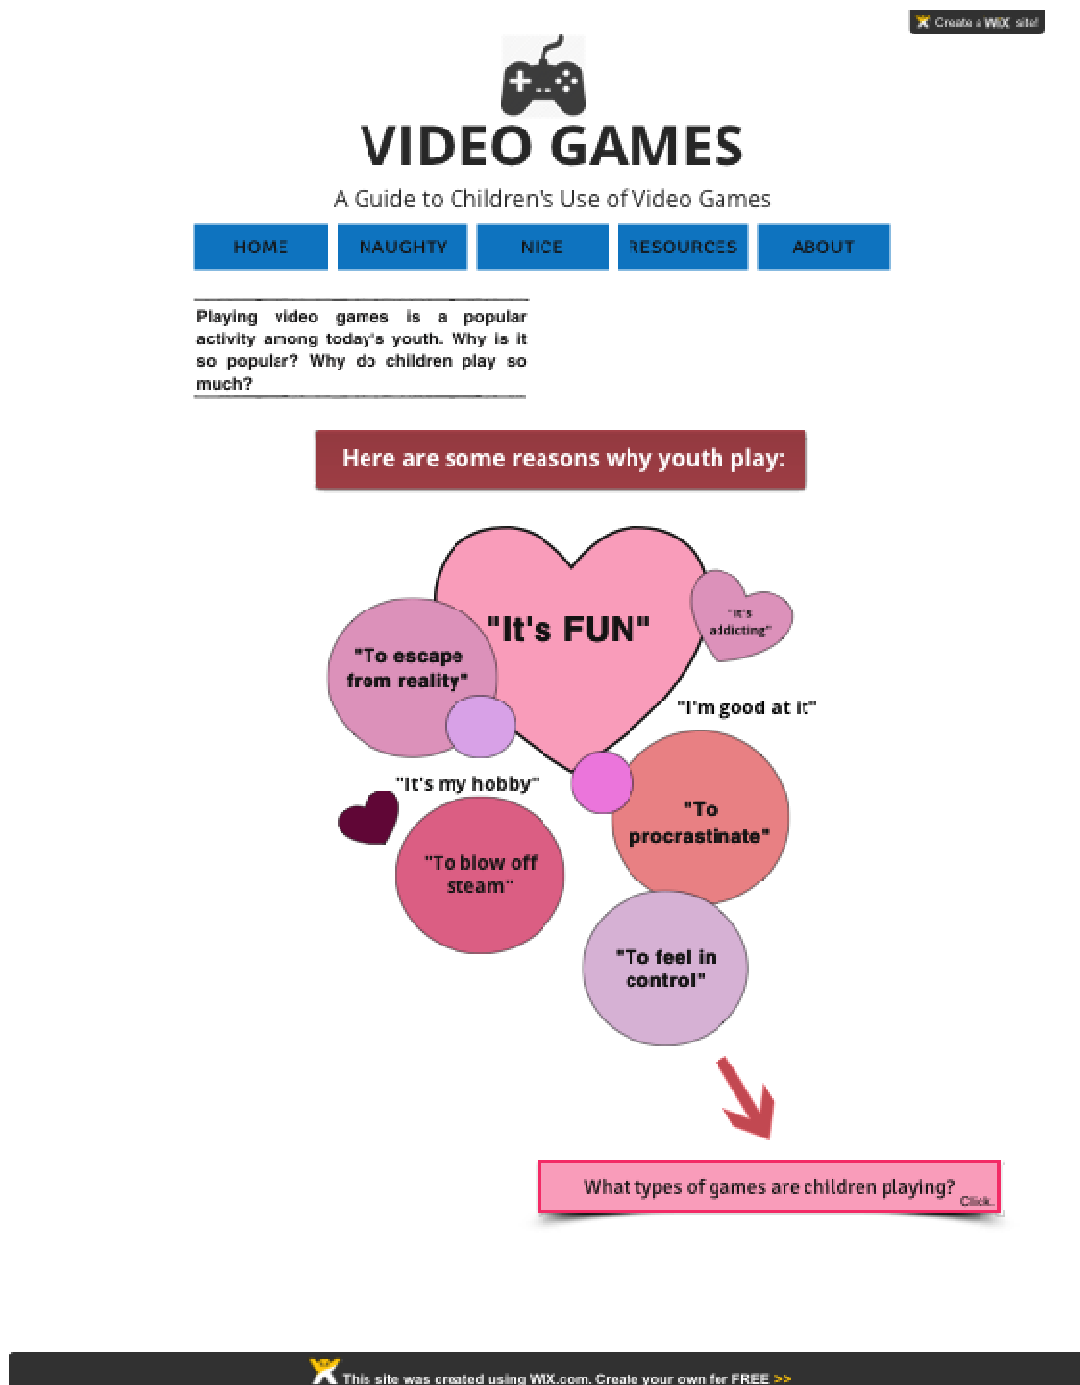 Create a WIX site!
VIDEO GAMES
A Guide to Children's Use of Video Games
HOME NAUGHTY NICE RESOURCES ABOUT
Playing video games is a popular
activity among today's youth. Why is it
so popular? Why do children play so
much?
Here are some reasons why youth play:
"It's FUN"
"It's
addicting"
"To escape
from reality"
"I'm good at it"
"It's my hobby"
"To
procrastinate"
"To blow off
steam"
"To feel in
control"
What types of games are children playing?
Click.
This site was created using WIX.com. Create your own for FREE >>